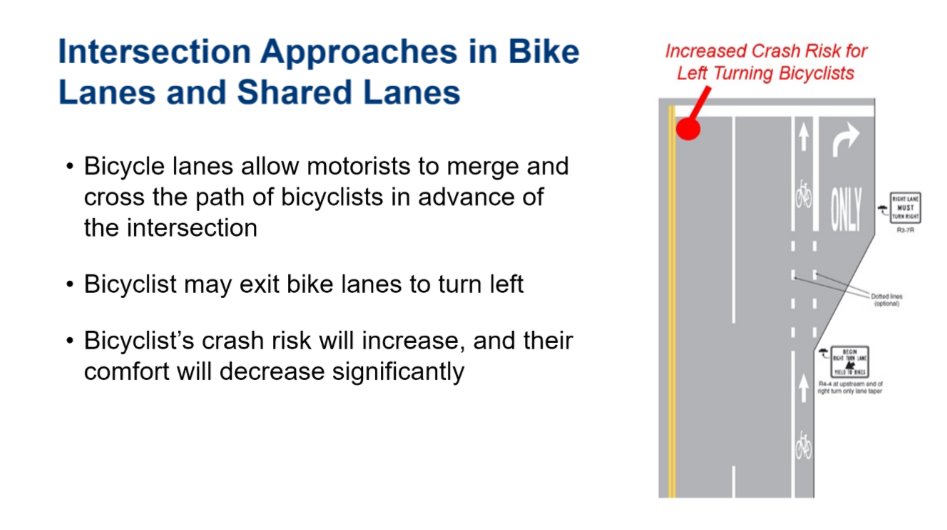 Intersection Approaches in Bike
Lanes and Shared Lanes
• Bicycle lanes allow motorists to merge and
cross the path of bicyclists in advance of
the intersection
• Bicyclist may exit bike lanes to turn left
• Bicyclist’s crash risk will increase, and their
comfort will decrease significantly
Increased Crash Risk for
Left Turning Bicyclists
ONLY
RIGHT LANE
MUST
TURN RIGHT
R3-7R
Dotted lines
(optional)
BEGIN
RIGHT TURN LANE
YIELD TO BIKES
R4-4 at upstream end of
right turn only lane taper